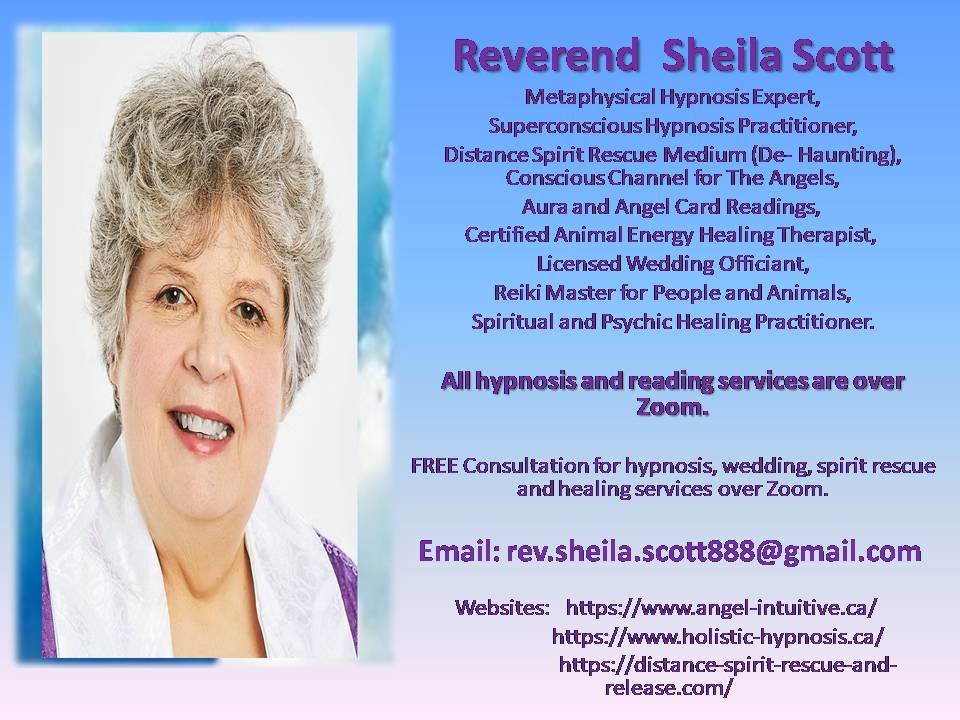 Reverend Sheila Scott
Metaphysical Hypnosis Expert,
Superconscious Hypnosis Practitioner,
Distance Spirit Rescue Medium (De- Haunting),
Conscious Channel for The Angels,
Aura and Angel Card Readings,
Certified Animal Energy Healing Therapist,
Licensed Wedding Officiant,
Reiki Master for People and Animals,
Spiritual and Psychic Healing Practitioner.
All hypnosis and reading services are over
Zoom.
FREE Consultation for hypnosis, wedding, spirit rescue
and healing services over Zoom.
Email: rev.sheila.scott888@gmail.com
Websites: https://www.angel-intuitive.ca/
https://www.holistic-hypnosis.ca/
https://distance-spirit-rescue-and-
release.com/